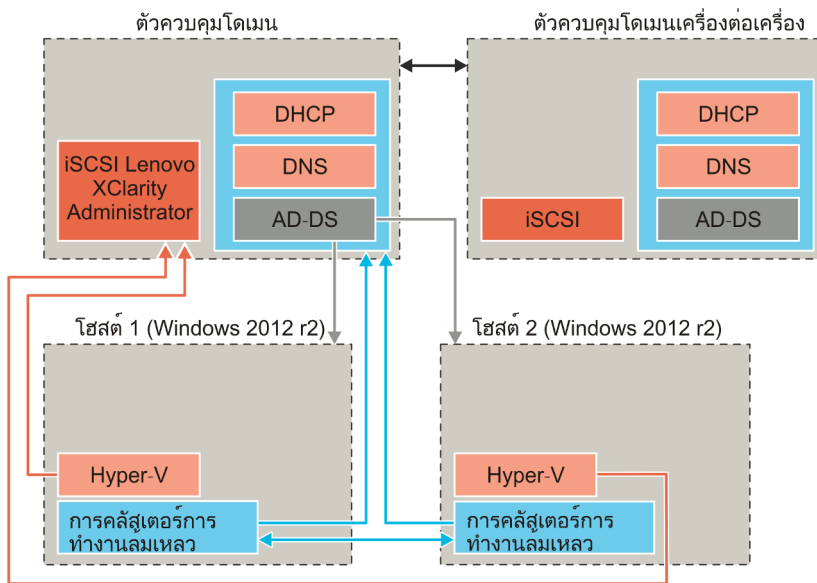 ตัวควบคุมโดเมน
ตัวควบคุมโดเมนเครื่องต่อเครื่อง
DHCP
DNS
AD-DS
iSCSI Lenovo
XClarity
Administrator
DHCP
DNS
AD-DS
iSCSI
โฮสต์ 1 (Windows 2012 r2)
โฮสต์ 2 (Windows 2012 r2)
Hyper-V
การคลัสเตอร์การ
ทำงานล้มเหลว
Hyper-V
การคลัสเตอร์การ
ทำงานล้มเหลว